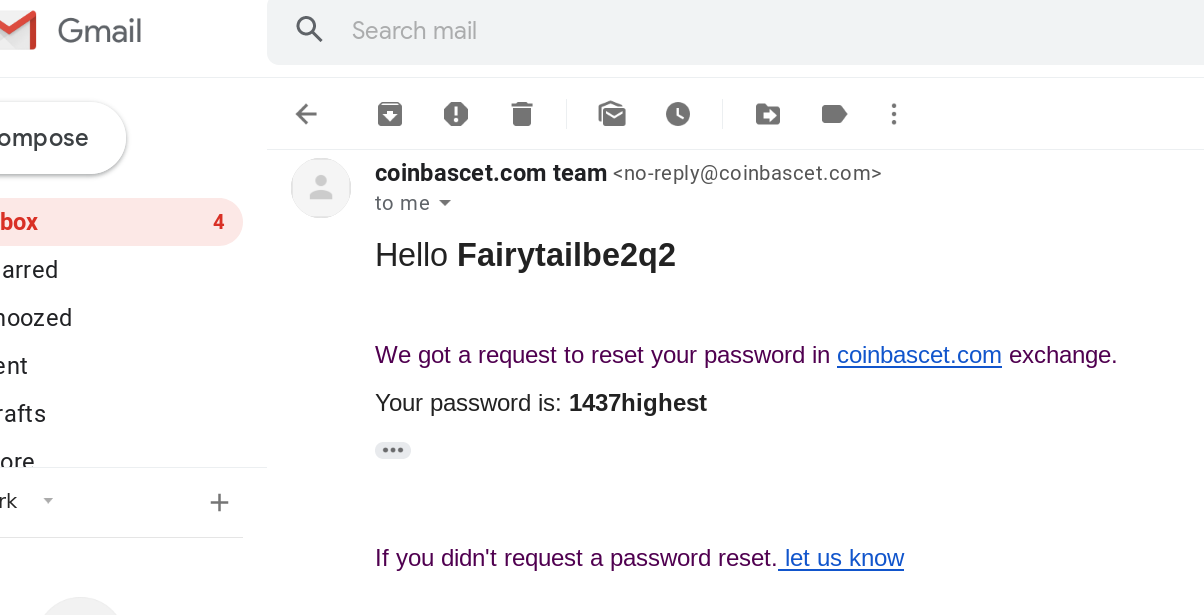 Gmail
Search mail
ompose
coinbascet.com team <no-reply@coinbascet.com>
to me
box 4
Hello Fairytailbe2q2
arred
noozed
ent
We got a request to reset your password in coinbascet.com exchange.
rafts
Your password is: 1437highest
ore
rk
If you didn't request a password reset. let us know